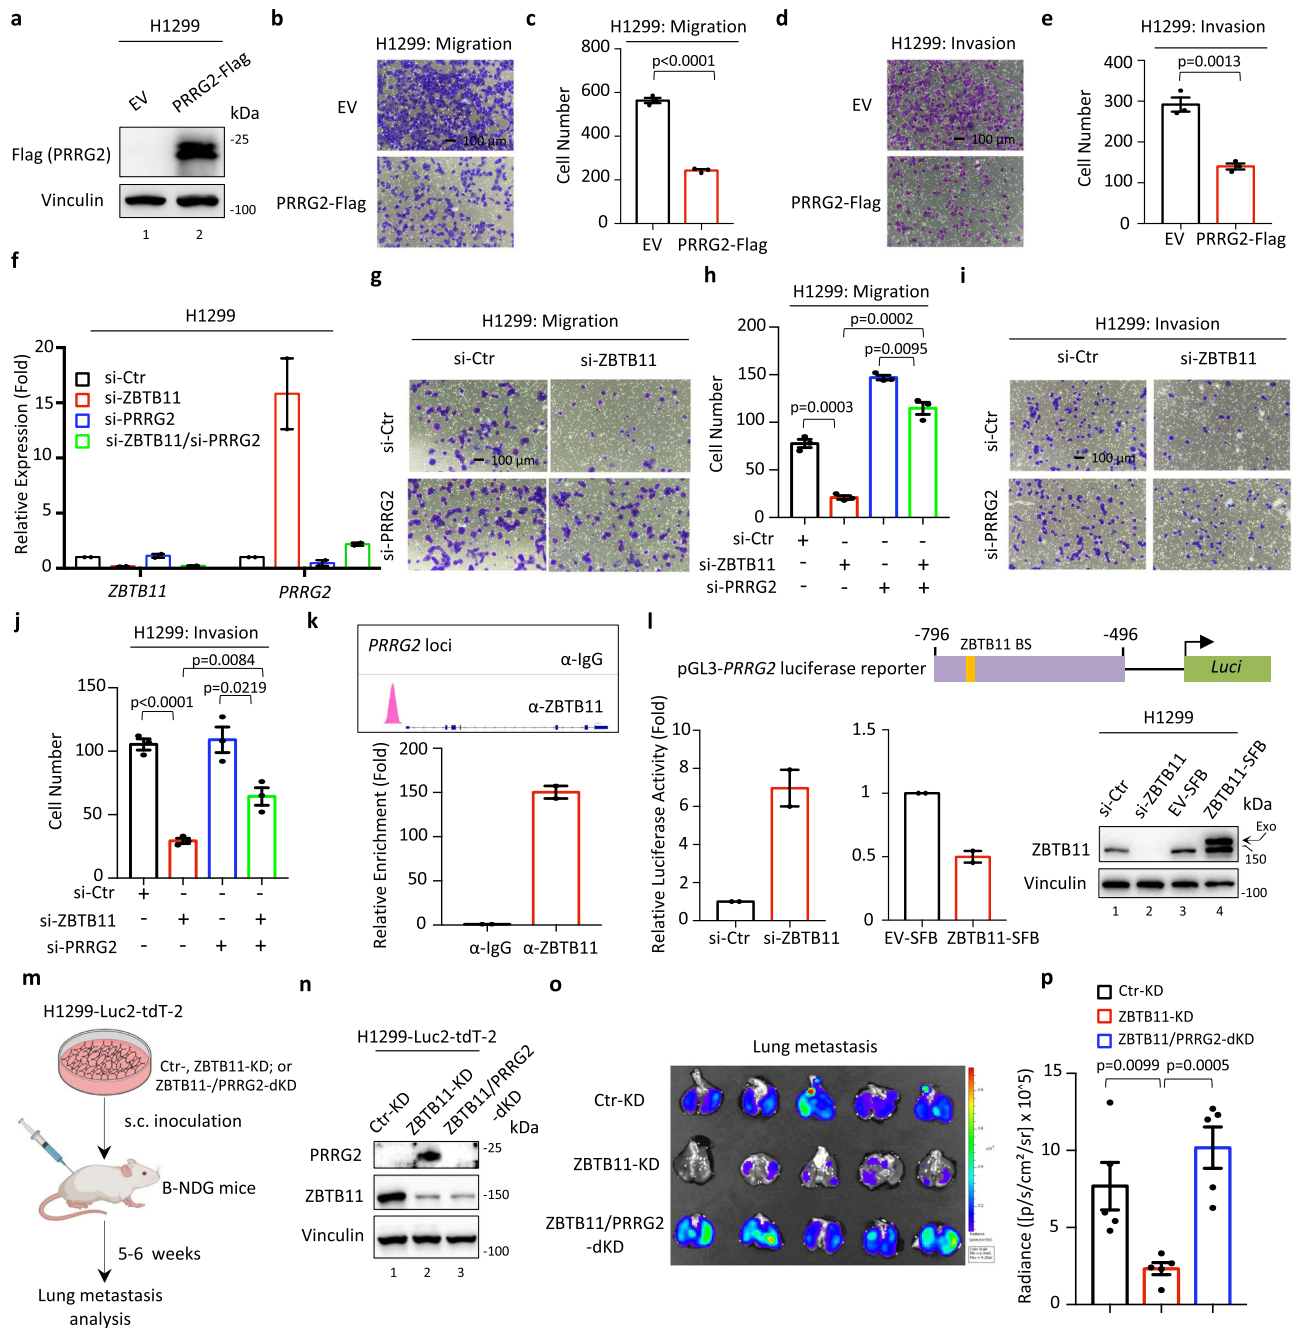 a
H1299
EV
PRRG2-Flag
kDa
Flag (PRRG2)
-25
Vinculin
-100
1 2
b
H1299: Migration
EV
100 µm
PRRG2-Flag
c
H1299: Migration
p<0.0001
Cell Number
800
600
400
200
0
EV PRRG2-Flag
d
H1299: Invasion
EV
100 µm
PRRG2-Flag
e
H1299: Invasion
p=0.0013
Cell Number
400
300
200
100
0
EV PRRG2-Flag
f
H1299
Relative Expression (Fold)
20
15
10
5
0
si-Ctr
si-ZBTB11
si-PRRG2
si-ZBTB11/si-PRRG2
ZBTB11 PRRG2
g
H1299: Migration
si-Ctr si-ZBTB11
si-Ctr
100 µm
si-PRRG2
h
H1299: Migration
p=0.0002
p=0.0095
p=0.0003
Cell Number
200
150
100
50
0
si-Ctr + - - -
si-ZBTB11 - + - +
si-PRRG2 - - + +
i
H1299: Invasion
si-Ctr si-ZBTB11
si-Ctr
100 µm
si-PRRG2
j
H1299: Invasion
p=0.0084
p<0.0001 p=0.0219
Cell Number
150
100
50
0
si-Ctr + - - -
si-ZBTB11 - + - +
si-PRRG2 - - + +
k
PRRG2 loci
α-IgG
α-ZBTB11
Relative Enrichment (Fold)
200
150
100
50
0
α-IgG α-ZBTB11
l
-796 -496
ZBTB11 BS
pGL3-PRRG2 luciferase reporter
Luci
Relative Luciferase Activity (Fold)
10
8
6
4
2
0
si-Ctr si-ZBTB11
1
0.5
0
EV-SFB ZBTB11-SFB
H1299
si-Ctr
si-ZBTB11
EV-SFB
ZBTB11-SFB
kDa
Exo
ZBTB11
150
Vinculin
-100
1 2 3 4
m
H1299-Luc2-tdT-2
Ctr-, ZBTB11-KD; or
ZBTB11-/PRRG2-dKD
s.c. inoculation
B-NDG mice
5-6 weeks
Lung metastasis
analysis
n
H1299-Luc2-tdT-2
Ctr-KD
ZBTB11-KD
ZBTB11/PRRG2
-dKD
kDa
PRRG2
-25
ZBTB11
-150
Vinculin
-100
1 2 3
o
Lung metastasis
Ctr-KD
ZBTB11-KD
ZBTB11/PRRG2
-dKD
p
Ctr-KD
ZBTB11-KD
ZBTB11/PRRG2-dKD
p=0.0099 p=0.0005
Radiance ([p/s/cm²/sr] x 10^5)
15
10
5
0